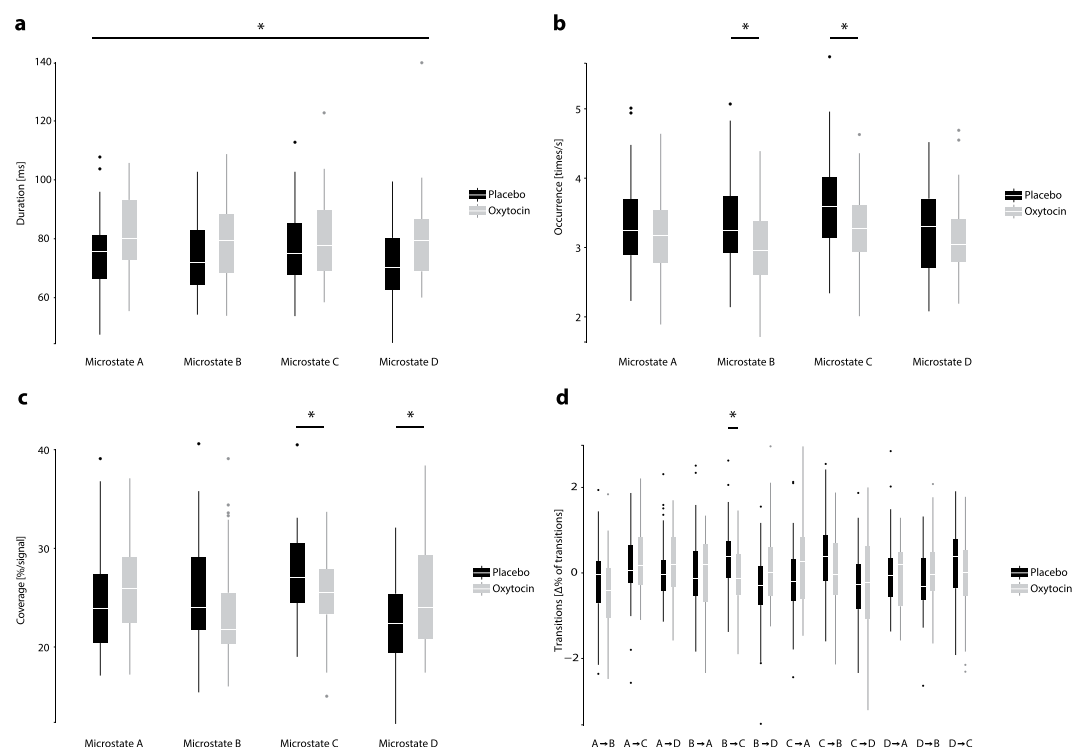 a
*
140
120
100
80
60
Duration [ms]
Placebo
Oxytocin
Microstate A
Microstate B
Microstate C
Microstate D
b
*
*
5
4
3
2
Occurrence [times/s]
Placebo
Oxytocin
Microstate A
Microstate B
Microstate C
Microstate D
c
*
*
40
30
20
Coverage [%/signal]
Placebo
Oxytocin
Microstate A
Microstate B
Microstate C
Microstate D
d
*
2
0
−2
Transitions [Δ% of transitions]
Placebo
Oxytocin
A→B
A→C
A→D
B→A
B→C
B→D
C→A
C→B
C→D
D→A
D→B
D→C